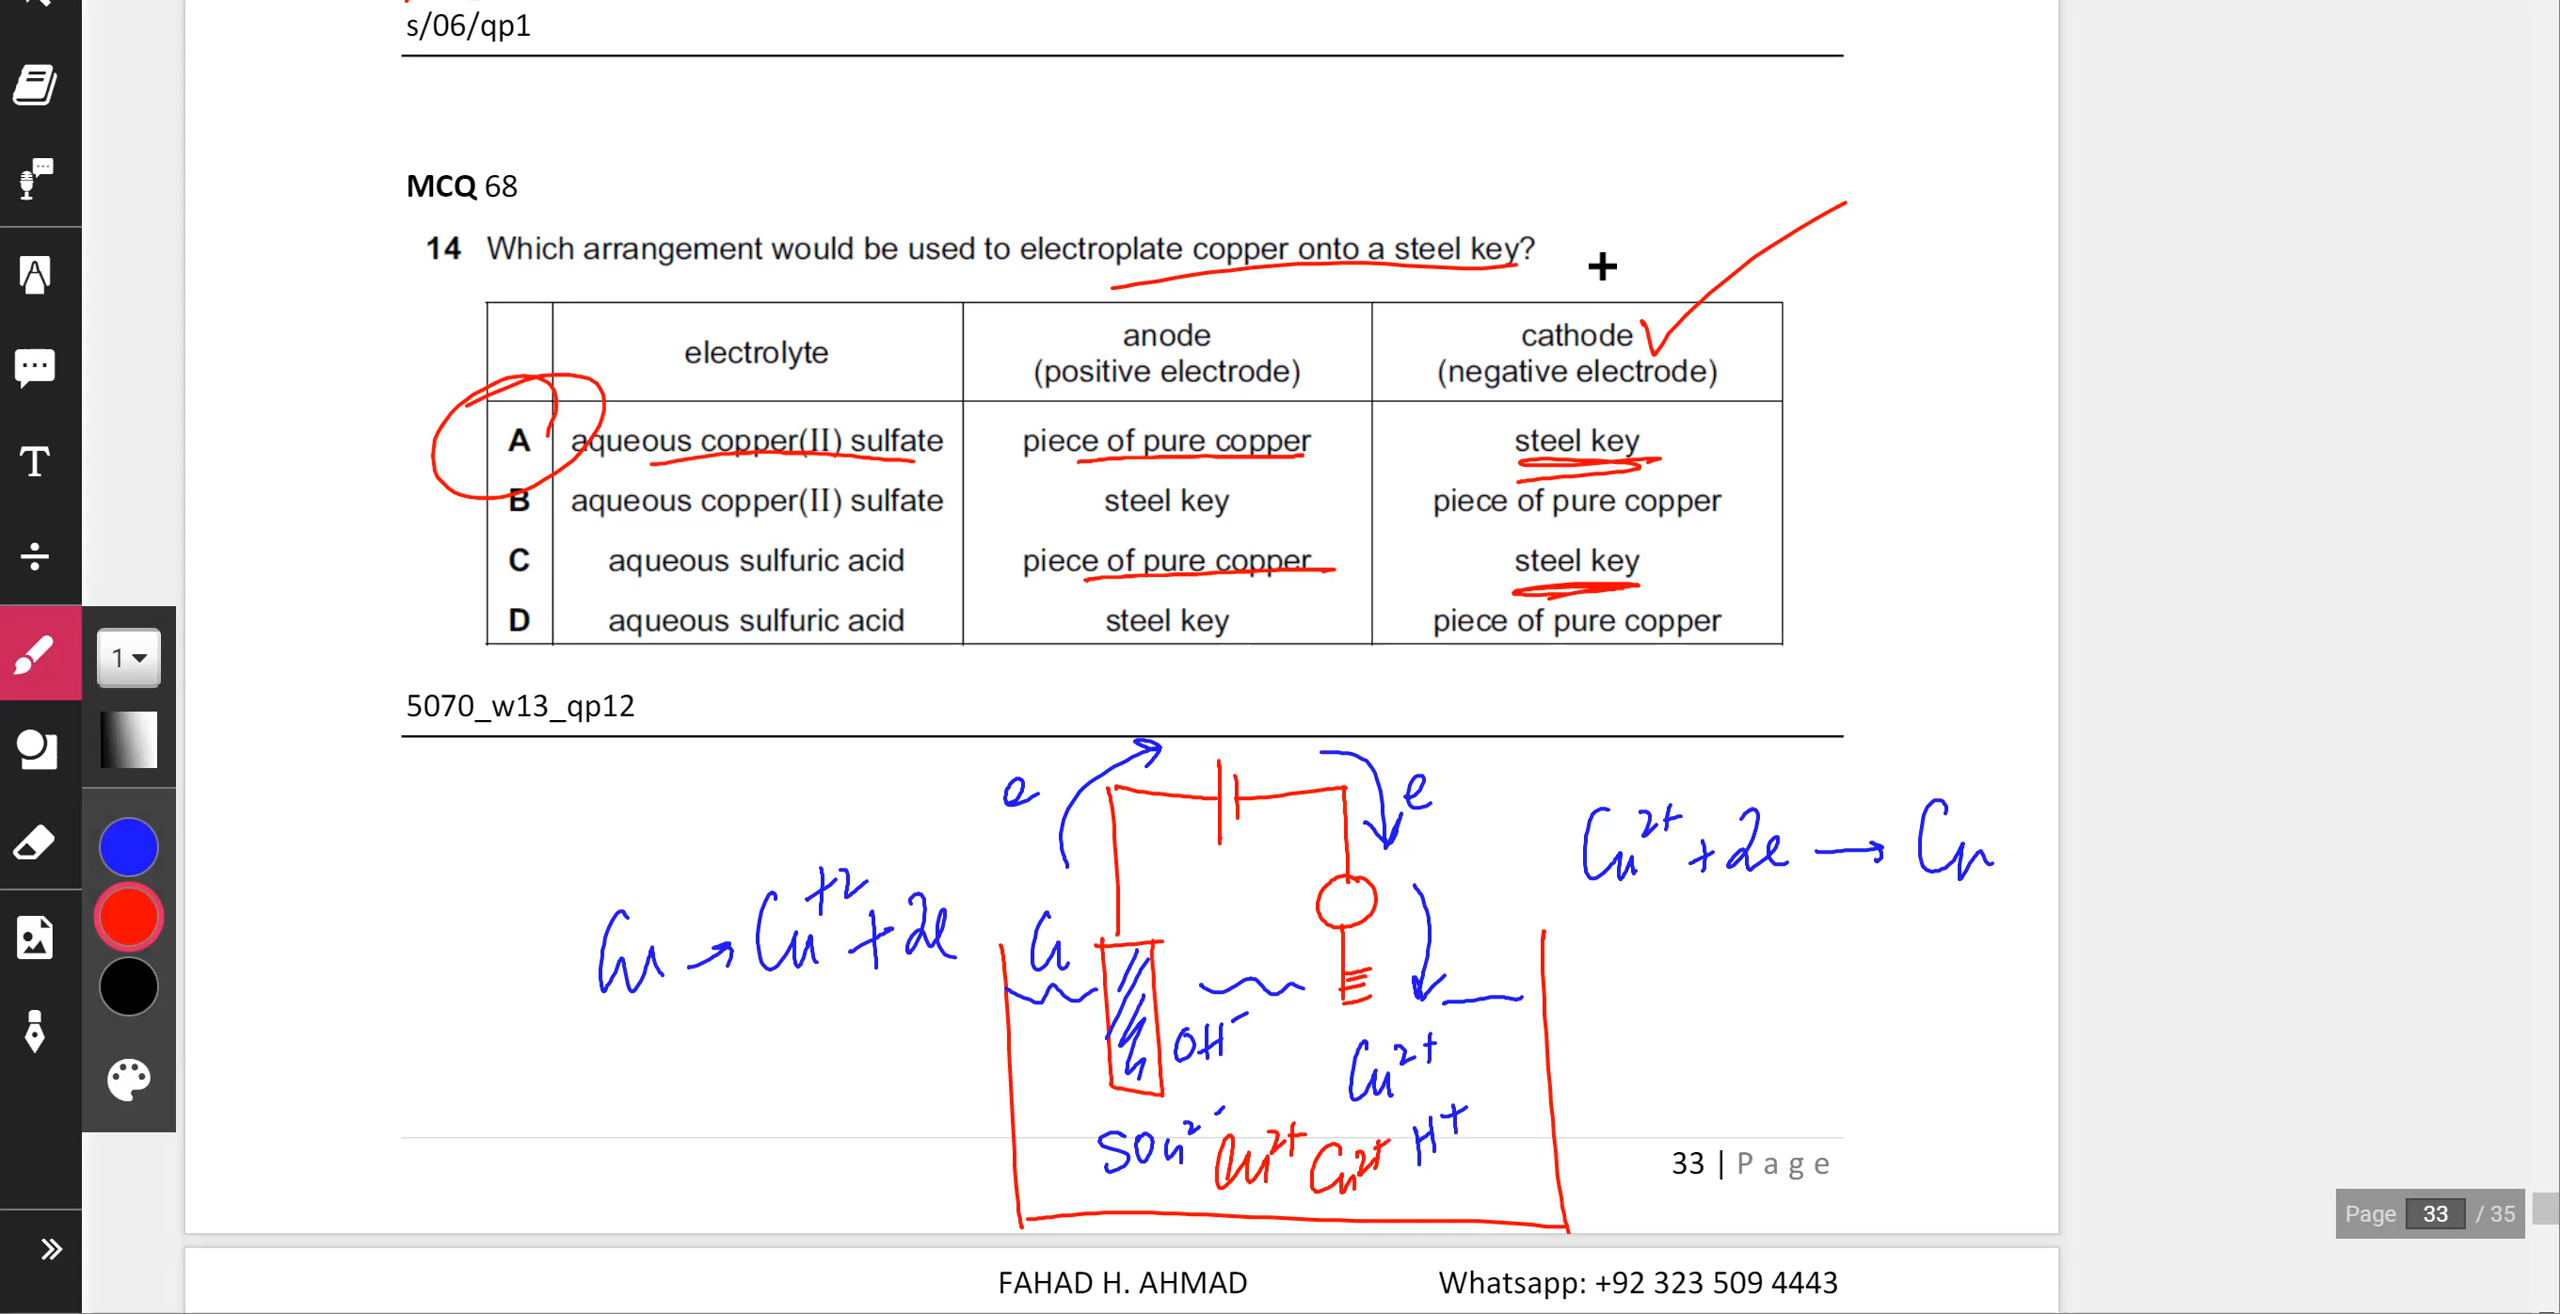 s/06/qp1
MCQ 68
14 Which arrangement would be used to electroplate copper onto a steel key?
electrolyte
anode (positive electrode)
cathode (negative electrode)
A aqueous copper(II) sulfate piece of pure copper steel key
B aqueous copper(II) sulfate steel key piece of pure copper
C aqueous sulfuric acid piece of pure copper steel key
D aqueous sulfuric acid steel key piece of pure copper
5070_w13_qp12
e
e
Cu²⁺ + 2e → Cu
Cu → Cu⁺² + 2e
Cu
OH⁻
Cu²⁺
SO₄²⁻ Cu²⁺ Cu²⁺ H⁺
33 | Page
FAHAD H. AHMAD Whatsapp: +92 323 509 4443
1
Page 33 / 35